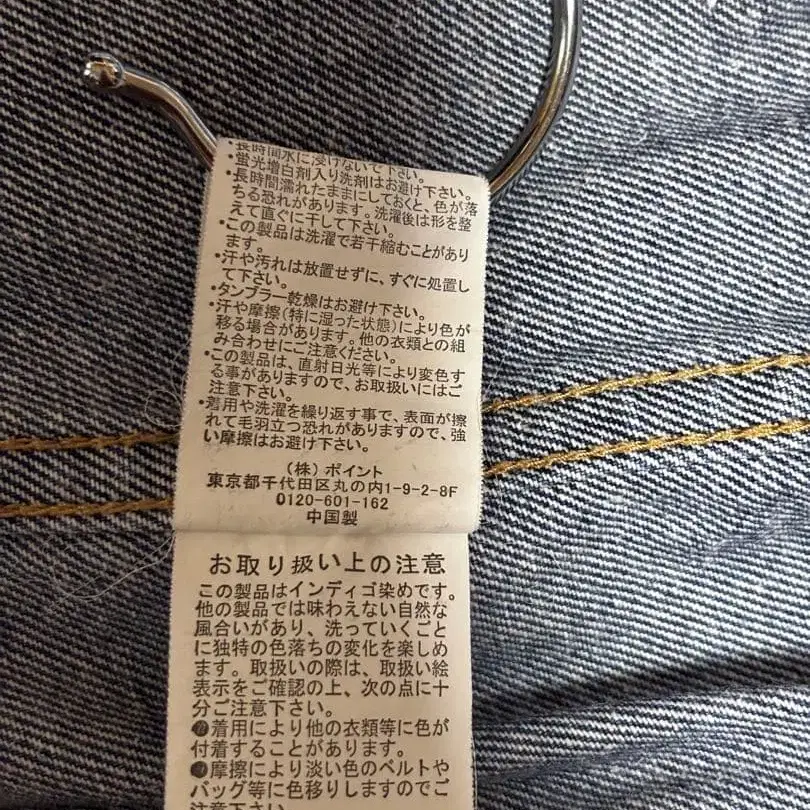 ・長時間水に浸けないで下さい。
・蛍光増白剤入り洗剤はお避け下さい。
・長時間濡れたままにしておくと、色が落
ちる恐れがあります。洗濯後は形を整
えて直ぐに干して下さい。
・この製品は洗濯で若干縮むことがあり
ます。
・汗や汚れは放置せずに、すぐに処置し
て下さい。
・タンブラー乾燥はお避け下さい。
・汗や摩擦(特に湿った状態)により色が
移る場合があります。他の衣類との組
み合わせにご注意ください。
・この製品は、直射日光等により変色す
る事がありますので、お取扱いにはご
注意下さい。
・着用や洗濯を繰り返す事で、表面が擦
れて毛羽立つ恐れがありますので、強
い摩擦はお避け下さい。
(株)ポイント
東京都千代田区丸の内1-9-2-8F
0120-601-162
中国製
お取り扱い上の注意
この製品はインディゴ染めです。
他の製品では味わえない自然な
風合いがあり、洗っていくごと
に独特の色落ちの変化を楽しめ
ます。取扱いの際は、取扱い絵
表示をご確認の上、次の点に十
分ご注意下さい。
●着用により他の衣類等に色が
付着することがあります。
●摩擦により淡い色のベルトや
バッグ等に色移りしますのでご
注意下さい。